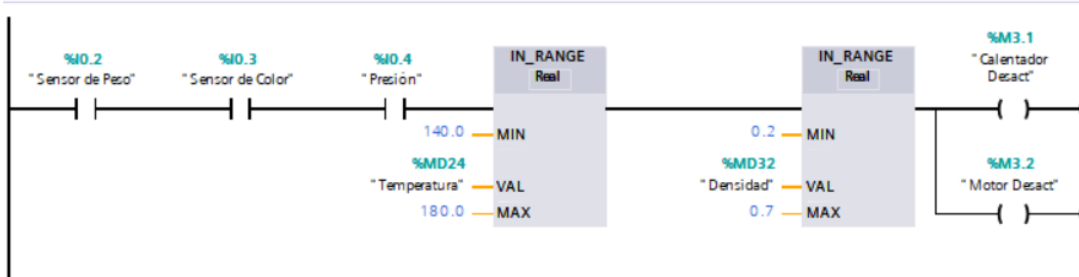 %I0.2
"Sensor de Peso"
%I0.3
"Sensor de Color"
%I0.4
"Presión"
IN_RANGE
Real
140.0
MIN
%MD24
"Temperatura"
VAL
180.0
MAX
IN_RANGE
Real
0.2
MIN
%MD32
"Densidad"
VAL
0.7
MAX
%M3.1
"Calentador
Desact"
%M3.2
"Motor Desact"